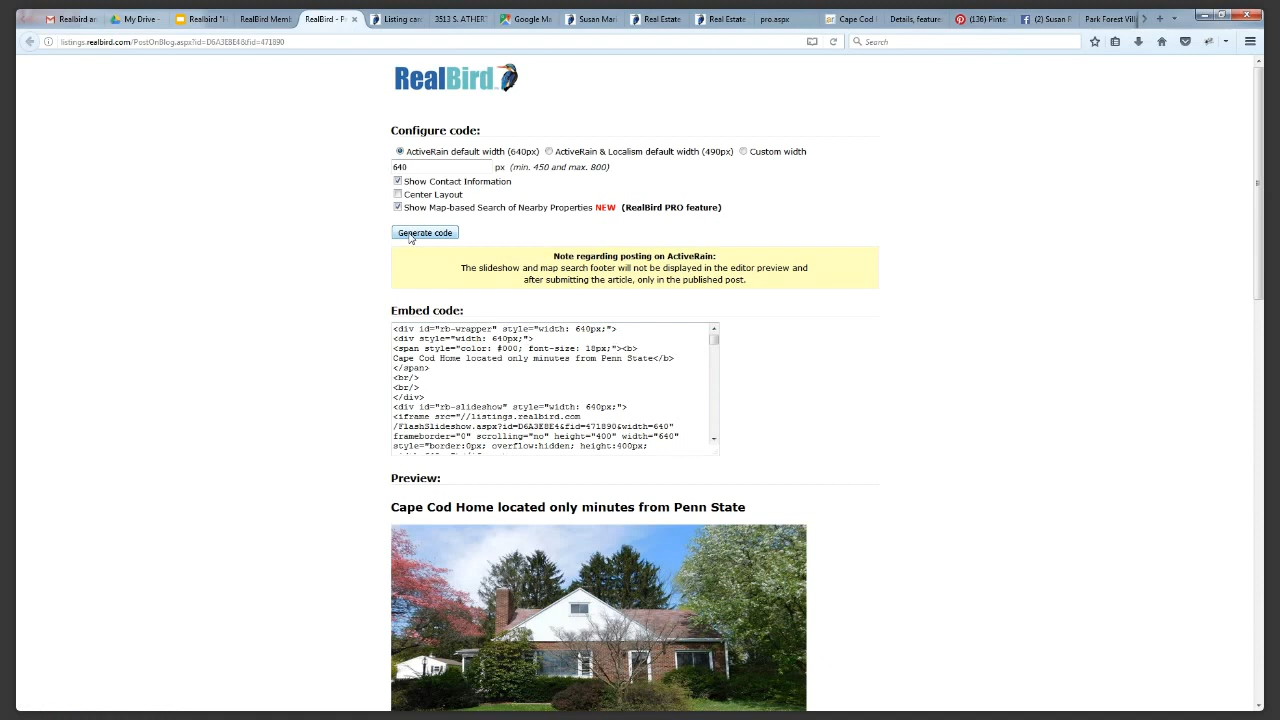 Realbird an
My Drive -
Realbird "H
RealBird Memb
RealBird - P
Listing car
3513 S. ATHERT
Google M
Susan Mar
Real Estate
Real Estate
pro.aspx
Cape Cod
Details, feature
(136) Pinte
(2) Susan R
Park Forest Vill
listings.realbird.com/PostOnBlog.aspx?id=D6A3E8E4&fid=471890
Search
RealBird
Configure code:
ActiveRain default width (640px) ActiveRain & Localism default width (490px) Custom width
640 px (min. 450 and max. 800)
Show Contact Information
Center Layout
Show Map-based Search of Nearby Properties NEW (RealBird PRO feature)
Generate code
Note regarding posting on ActiveRain:
The slideshow and map search footer will not be displayed in the editor preview and
after submitting the article, only in the published post.
Embed code:
<div id="rb-wrapper" style="width: 640px;">
<div style="width: 640px;">
<span style="color: #000; font-size: 18px;"><b>
Cape Cod Home located only minutes from Penn State</b>
</span>
<br/>
<br/>
</div>
<div id="rb-slideshow" style="width: 640px;">
<iframe src="//listings.realbird.com
/FlashSlideshow.aspx?id=D6A3E8E4&fid=471890&width=640"
frameborder="0" scrolling="no" height="400" width="640"
style="border:0px; overflow:hidden; height:400px;
Preview:
Cape Cod Home located only minutes from Penn State